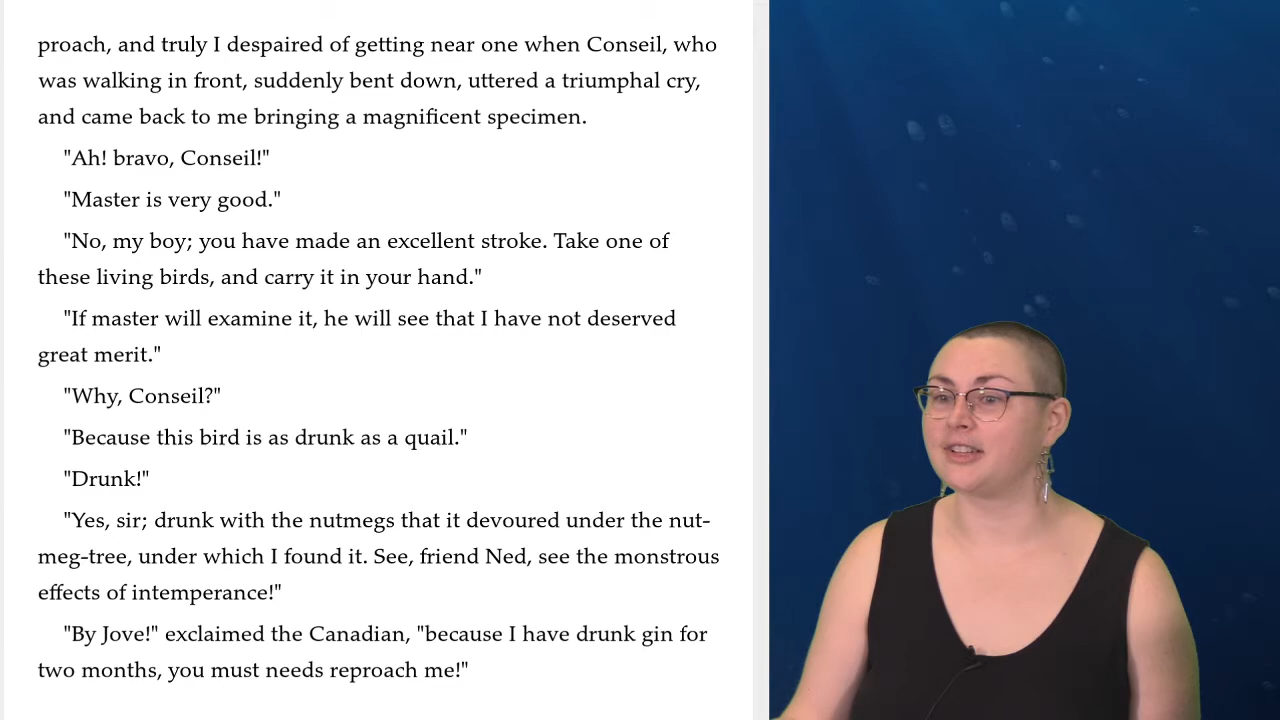 proach, and truly I despaired of getting near one when Conseil, who
was walking in front, suddenly bent down, uttered a triumphal cry,
and came back to me bringing a magnificent specimen.
"Ah! bravo, Conseil!"
"Master is very good."
"No, my boy; you have made an excellent stroke. Take one of
these living birds, and carry it in your hand."
"If master will examine it, he will see that I have not deserved
great merit."
"Why, Conseil?"
"Because this bird is as drunk as a quail."
"Drunk!"
"Yes, sir; drunk with the nutmegs that it devoured under the nut-
meg-tree, under which I found it. See, friend Ned, see the monstrous
effects of intemperance!"
"By Jove!" exclaimed the Canadian, "because I have drunk gin for
two months, you must needs reproach me!"